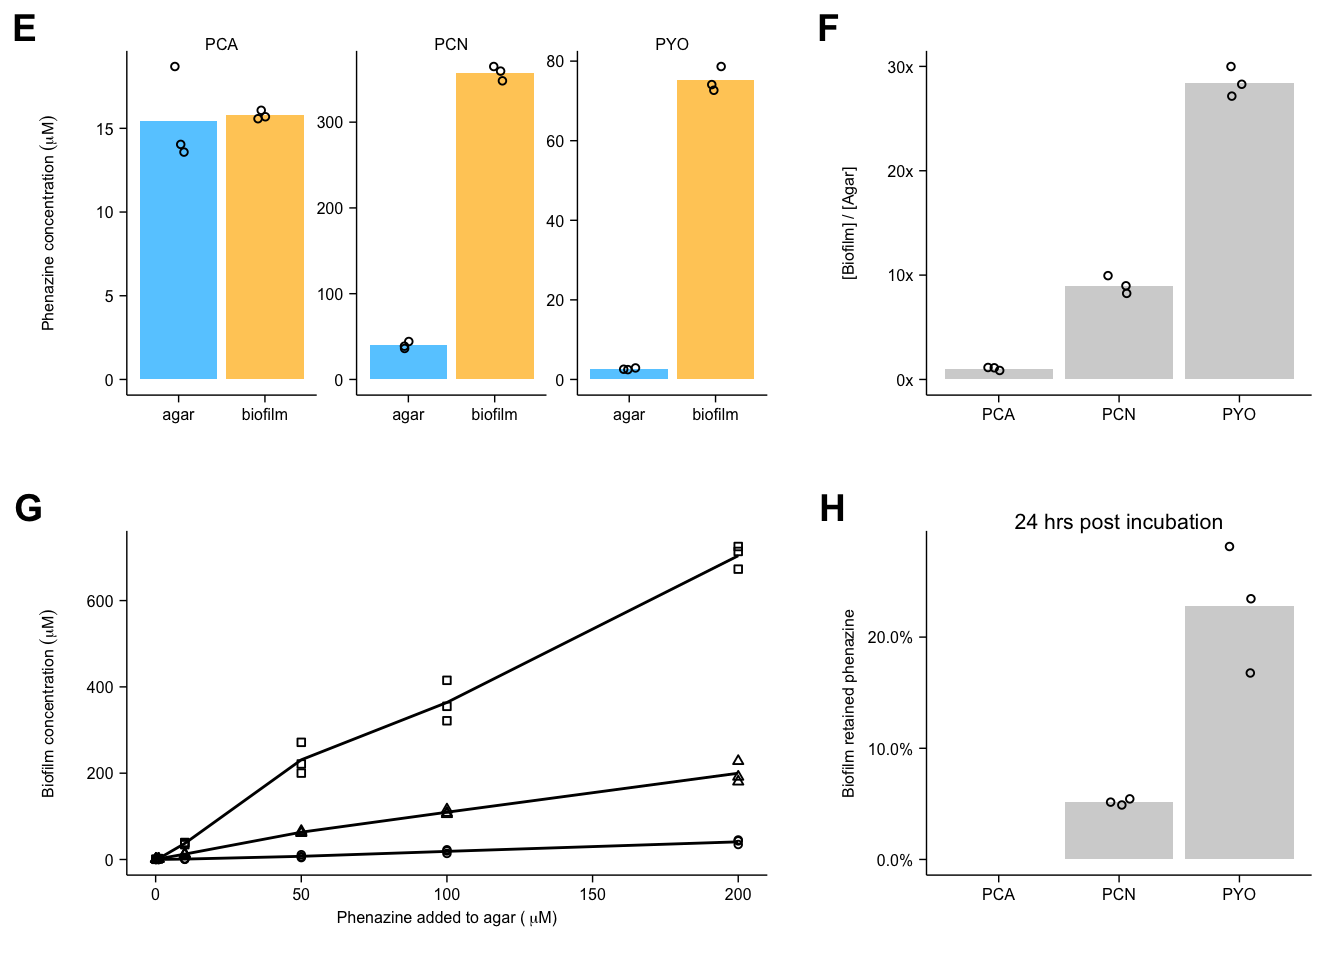 E
PCA
PCN
PYO
Phenazine concentration (μM)
15
10
5
0
agar
biofilm
300
200
100
0
agar
biofilm
80
60
40
20
0
agar
biofilm
F
[Biofilm] / [Agar]
30x
20x
10x
0x
PCA
PCN
PYO
G
Biofilm concentration (μM)
600
400
200
0
0
50
100
150
200
Phenazine added to agar ( μM)
H
24 hrs post incubation
Biofilm retained phenazine
20.0%
10.0%
0.0%
PCA
PCN
PYO